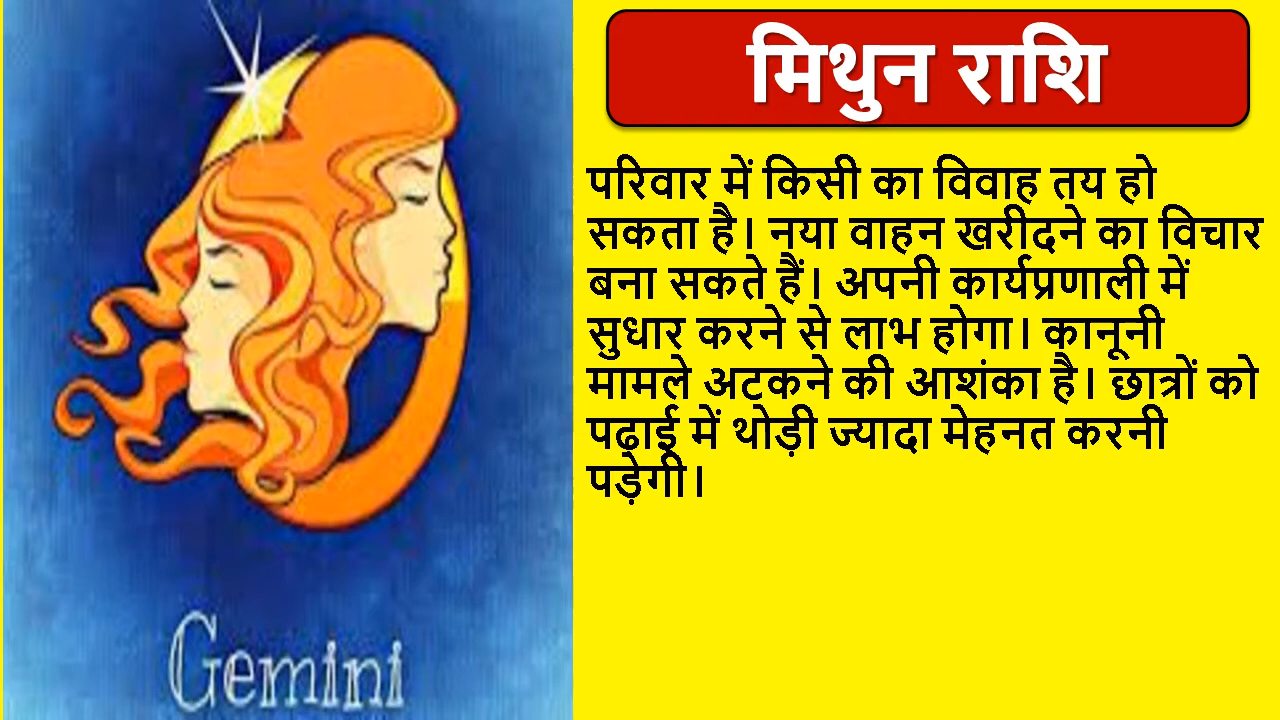 मिथुन राशि
परिवार में किसी का विवाह तय हो
सकता है। नया वाहन खरीदने का विचार
बना सकते हैं। अपनी कार्यप्रणाली में
सुधार करने से लाभ होगा। कानूनी
मामले अटकने की आशंका है। छात्रों को
पढाई में थोड़ी ज्यादा मेहनत करनी
पड़ेगी।
Gemini